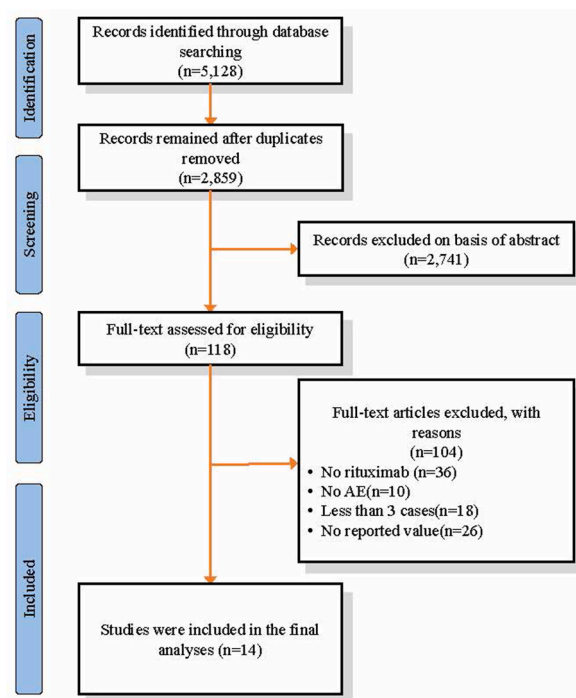 Identification
Records identified through database
searching
(n=5,128)
Records remained after duplicates
removed
(n=2,859)
Screening
Records excluded on basis of abstract
(n=2,741)
Eligibility
Full-text assessed for eligibility
(n=118)
Full-text articles excluded, with
reasons
(n=104)
• No rituximab (n=36)
• No AE(n=10)
• Less than 3 cases(n=18)
• No reported value(n=26)
Included
Studies were included in the final
analyses (n=14)